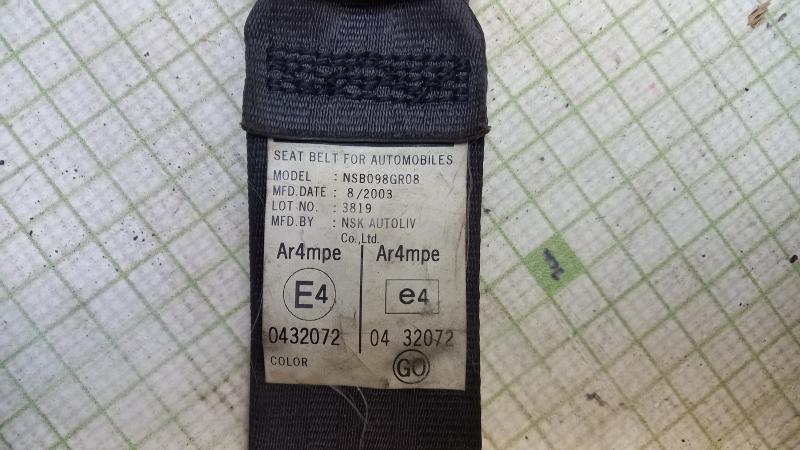 SEAT BELT FOR AUTOMOBILES
MODEL : NSB098GR08
MFD.DATE : 8/2003
LOT NO. : 3819
MFD.BY : NSK AUTOLIV
Co.,Ltd.
Ar4mpe Ar4mpe
E4 e4
0432072 04 32072
COLOR GO